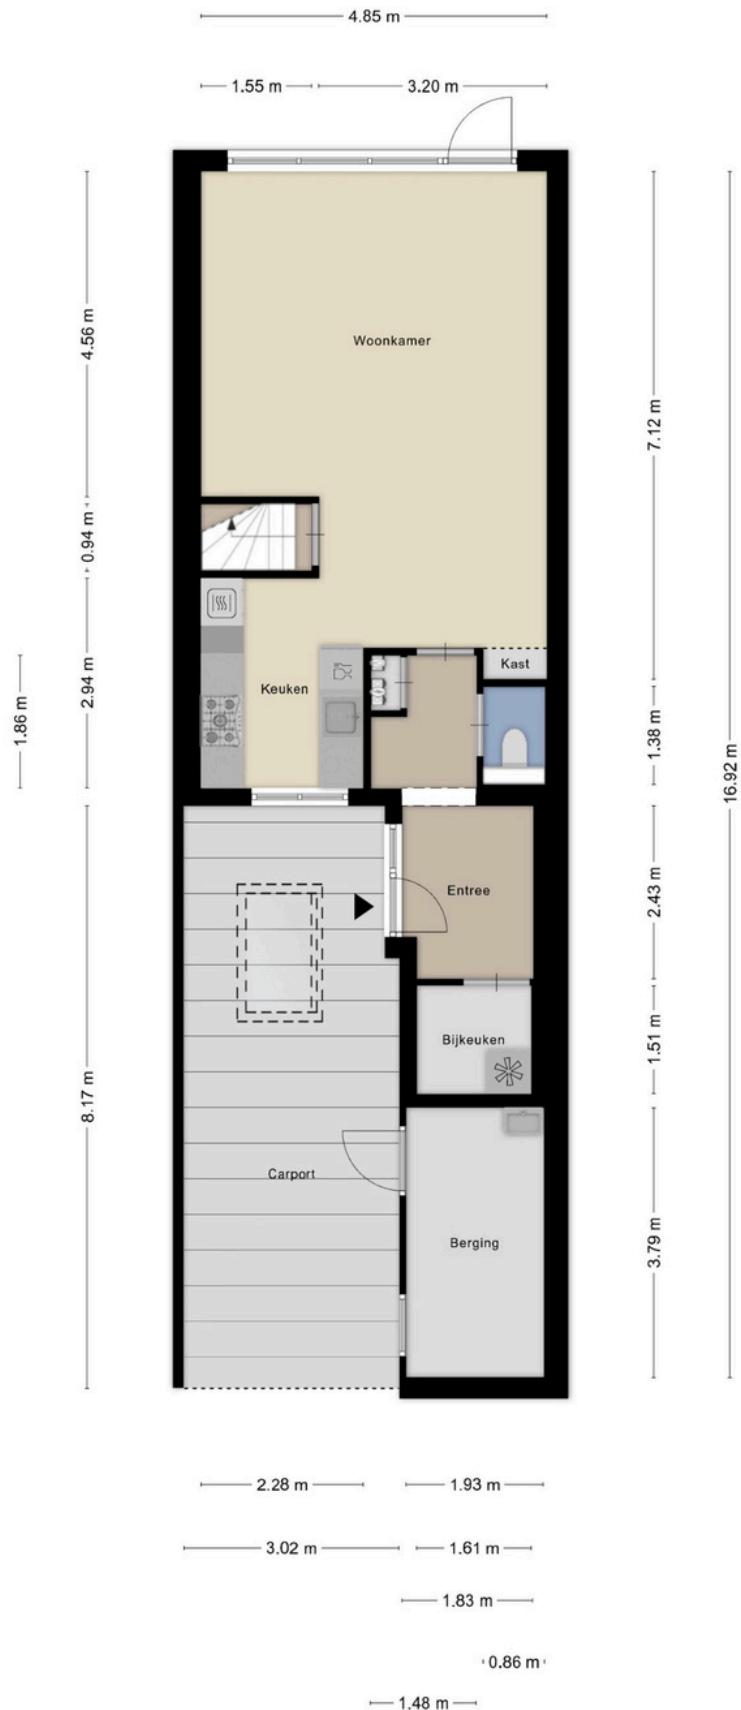 4.85 m
1.55 m
3.20 m
4.56 m
Woonkamer
7.12 m
0.94 m
Kast
Keuken
2.94 m
1.86 m
1.38 m
16.92 m
Entree
2.43 m
Bijkeuken
1.51 m
8.17 m
Carport
Berging
3.79 m
2.28 m
1.93 m
3.02 m
1.61 m
1.83 m
0.86 m
1.48 m